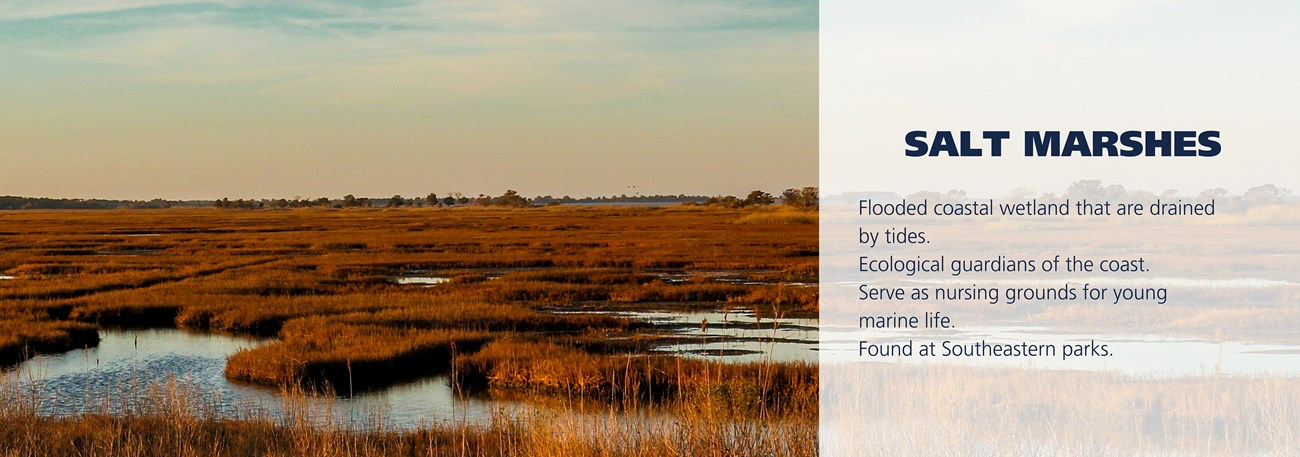 SALT MARSHES
Flooded coastal wetland that are drained
by tides.
Ecological guardians of the coast.
Serve as nursing grounds for young
marine life.
Found at Southeastern parks.